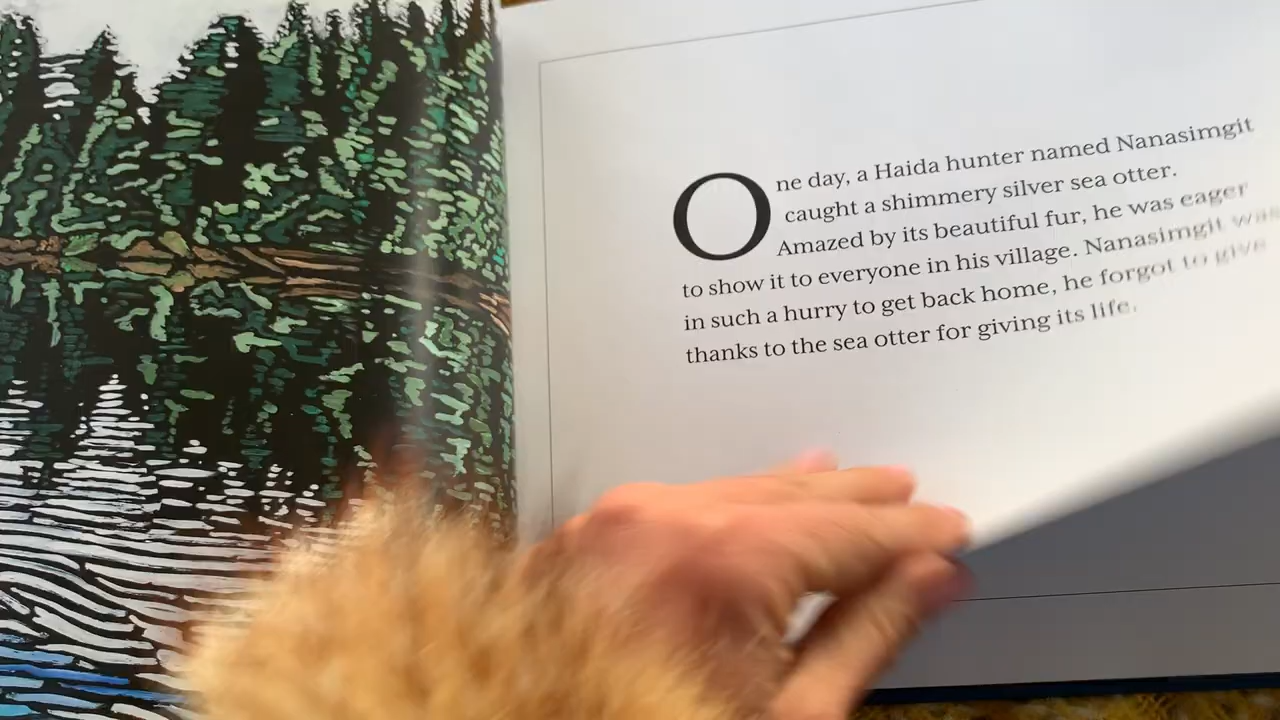 One day, a Haida hunter named Nanasimgit
caught a shimmery silver sea otter.
Amazed by its beautiful fur, he was eager
to show it to everyone in his village. Nanasimgit was
in such a hurry to get back home, he forgot to give
thanks to the sea otter for giving its life.